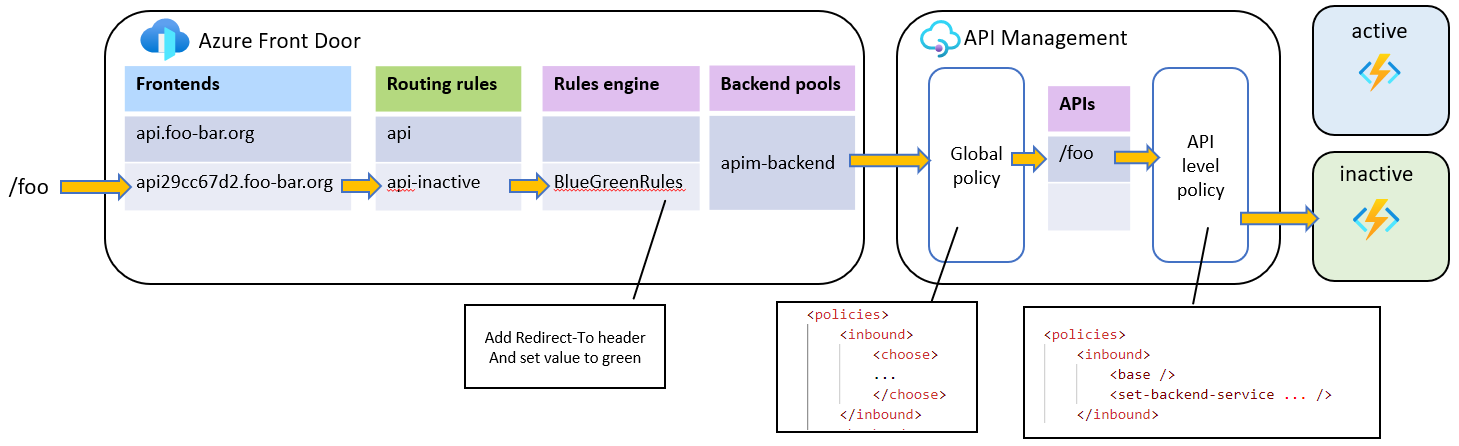 Azure Front Door
API Management
active
Frontends
Routing rules
Rules engine
Backend pools
APIs
api.foo-bar.org
api
apim-backend
Global
policy
/foo
API
level
policy
/foo
api29cc67d2.foo-bar.org
api-inactive
BlueGreenRules
inactive
Add Redirect-To header
And set value to green
<policies>
<inbound>
<choose>
...
</choose>
</inbound>
<policies>
<inbound>
<base />
<set-backend-service ... />
</inbound>